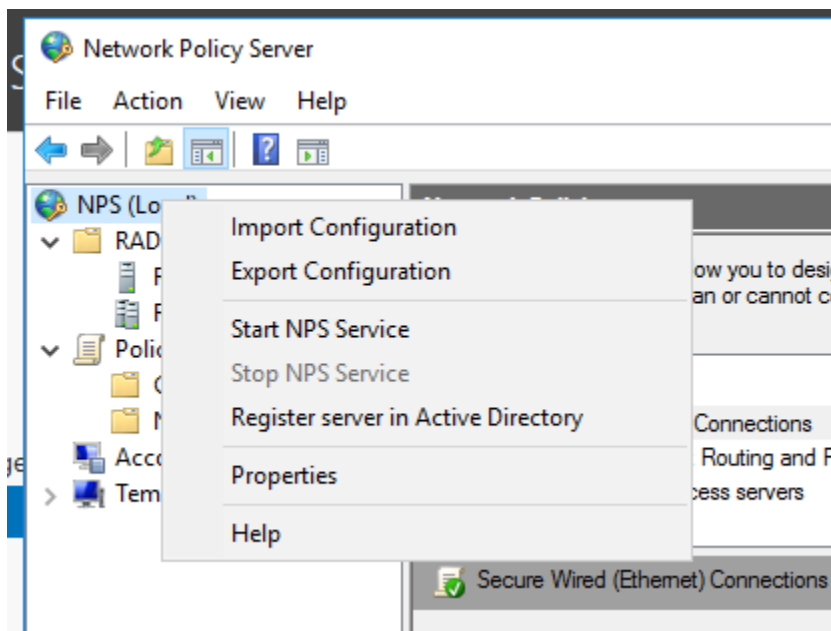 Network Policy Server
File Action View Help
NPS (Lo
Import Configuration
Export Configuration
Start NPS Service
Stop NPS Service
Register server in Active Directory
Properties
Help
RAD
Polic
Acco
Tem
ow you to desi
an or cannot c
Connections
Routing and F
cess servers
Secure Wired (Ethernet) Connections